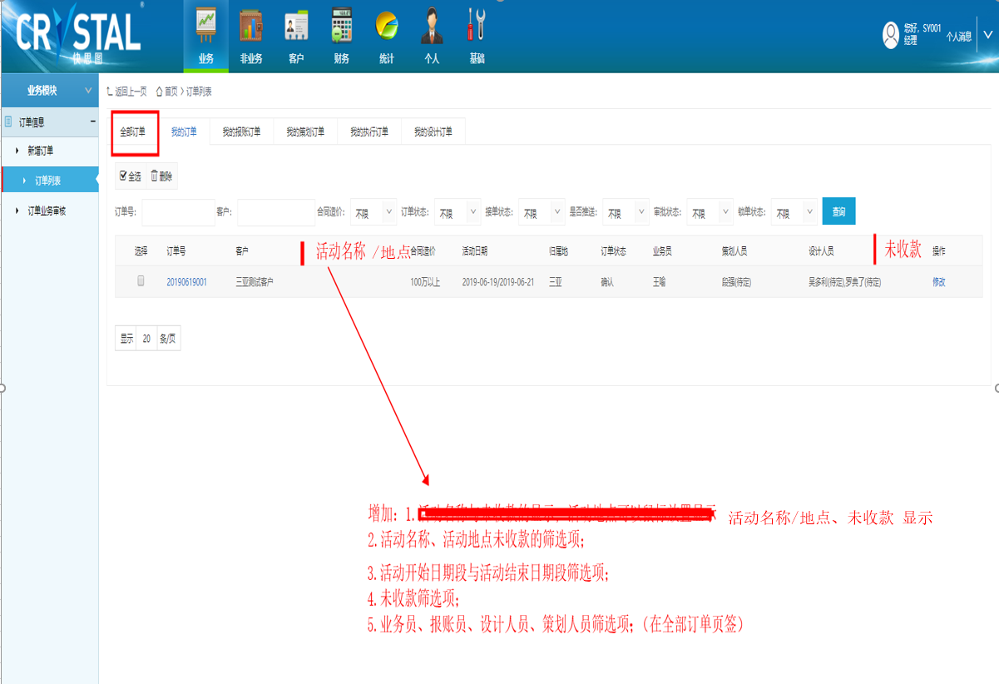 CRYSTAL
快思图
®
业务 非业务 客户 财务 统计 个人 基础
您好, SY001
经理
个人消息
业务模块
订单信息
新增订单
订单列表
订单业务审核
返回上一页 首页 > 订单列表
全部订单 我的订单 我的报账订单 我的策划订单 我的执行订单 我的设计订单
全选 删除
订单号: 客户: 合同造价: 不限 订单状态: 不限 接单状态: 不限 是否推送: 不限 审批状态: 不限 锁单状态: 不限 查询
选择 订单号 客户 活动名称 /地点 合同造价 活动日期 归属地 订单状态 业务员 策划人员 设计人员 未收款 操作
20190619001 三亚测试客户 100万以上 2019-06-19/2019-06-21 三亚 确认 王喻 段强(待定) 吴多利(待定),罗典了(待定) 修改
显示 20 条/页
增加: 1. 活动名称/地点、未收款 显示
2.活动名称、活动地点未收款的筛选项;
3.活动开始日期段与活动结束日期段筛选项;
4.未收款筛选项;
5.业务员、报账员、设计人员、策划人员筛选项;(在全部订单页签)